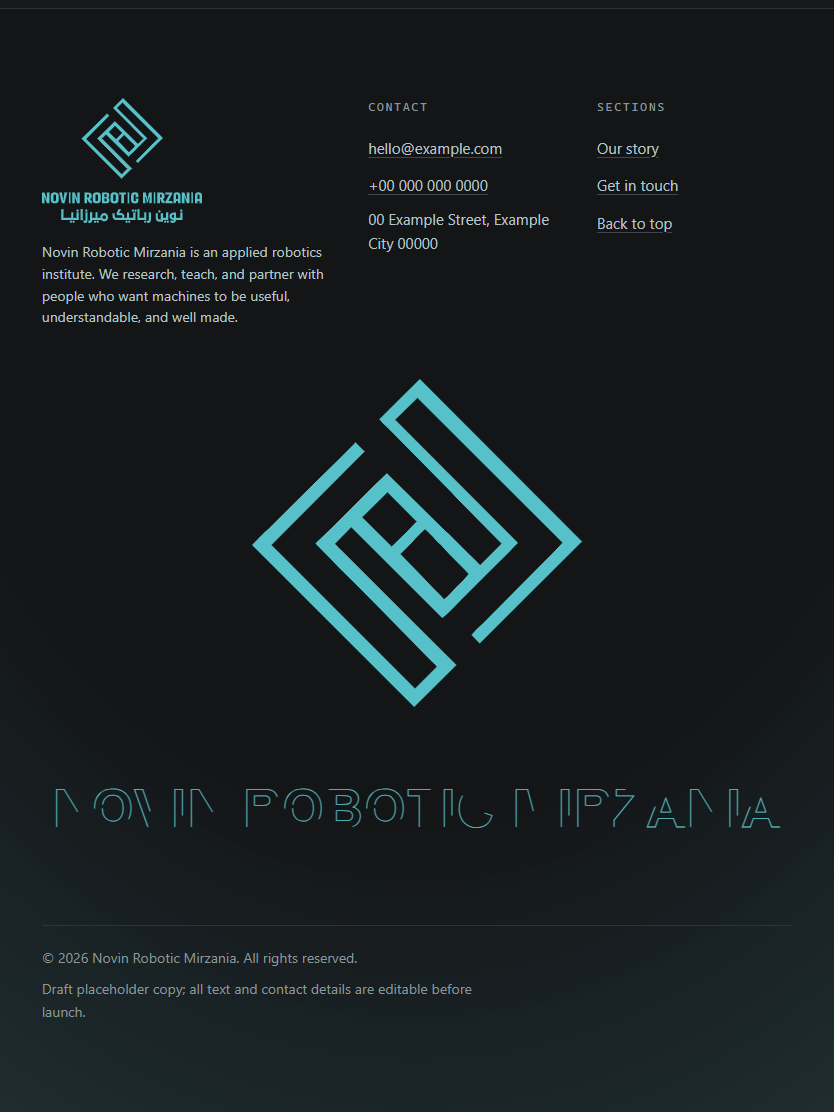 NOVIN ROBOTIC MIRZANIA
نوین رباتیک میرزانیا
Novin Robotic Mirzania is an applied robotics
institute. We research, teach, and partner with
people who want machines to be useful,
understandable, and well made.
CONTACT
hello@example.com
+00 000 000 0000
00 Example Street, Example
City 00000
SECTIONS
Our story
Get in touch
Back to top
NOVIN ROBOTIC MIRZANIA
© 2026 Novin Robotic Mirzania. All rights reserved.
Draft placeholder copy; all text and contact details are editable before
launch.